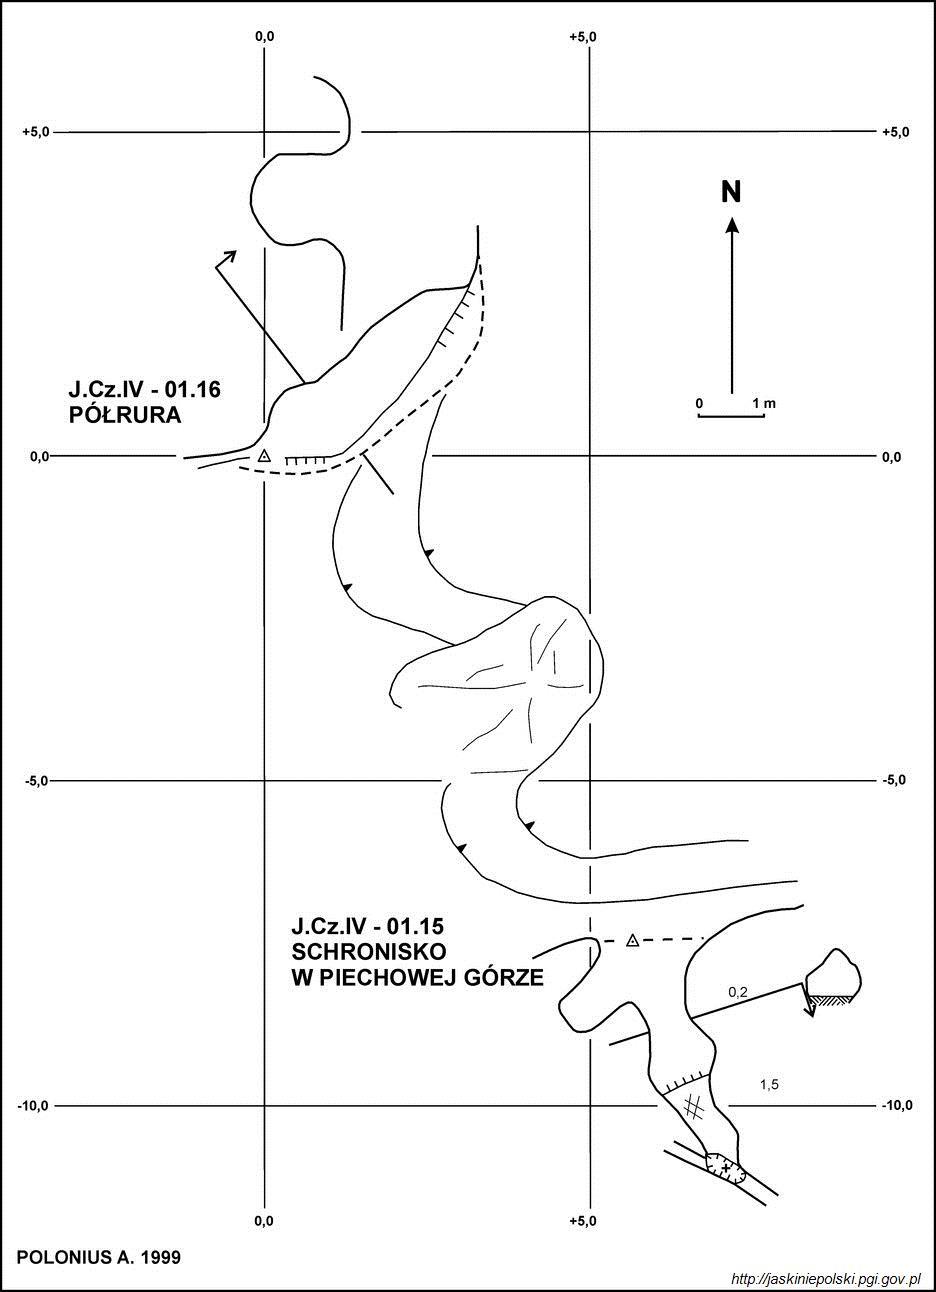 0,0 +5,0
+5,0 +5,0
N
J.Cz.IV - 01.16
PÓŁRURA
0 1 m
0,0 0,0
-5,0 -5,0
J.Cz.IV - 01.15
SCHRONISKO
W PIECHOWEJ GÓRZE
0,2
1,5
-10,0 -10,0
0,0 +5,0
POLONIUS A. 1999
http://jaskiniepolski.pgi.gov.pl